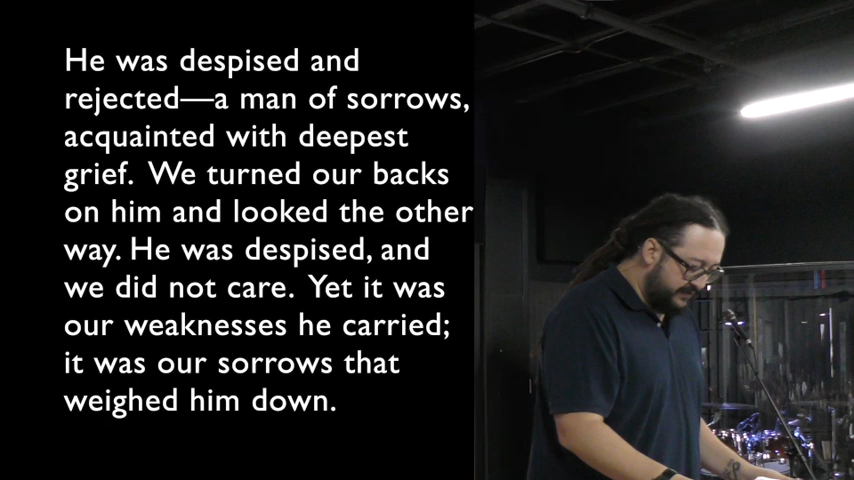 He was despised and
rejected—a man of sorrows,
acquainted with deepest
grief.  We turned our backs
on him and looked the other
way. He was despised, and
we did not care.  Yet it was
our weaknesses he carried;
it was our sorrows that
weighed him down.